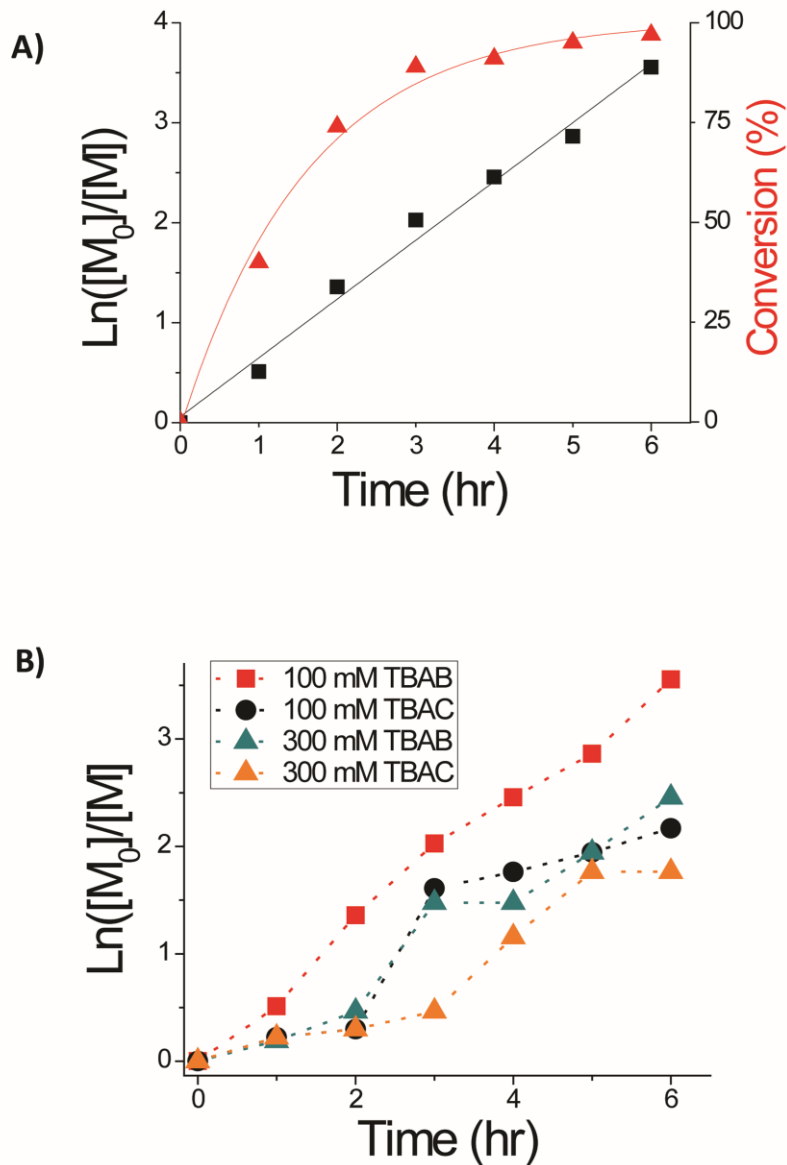 A)
Ln([M₀]/[M])
4
3
2
1
0
100
75
50
25
0
Conversion (%)
0 1 2 3 4 5 6
Time (hr)
B)
Ln([M₀]/[M]
3
2
1
0
100 mM TBAB
100 mM TBAC
300 mM TBAB
300 mM TBAC
0 2 4 6
Time (hr)